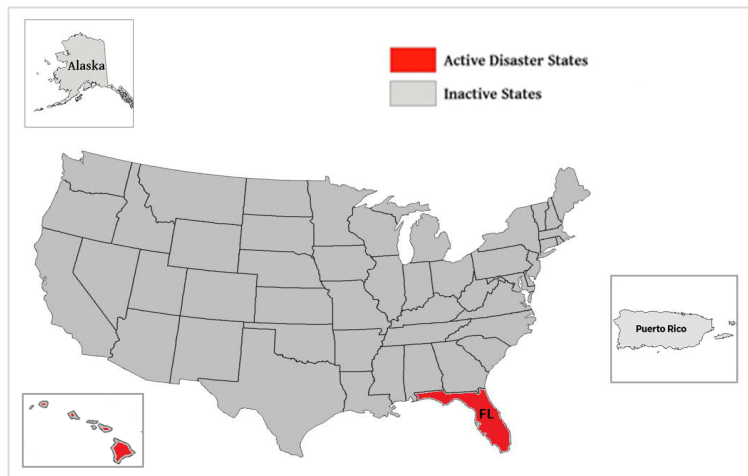 Alaska
Active Disaster States
Inactive States
Puerto Rico
FL